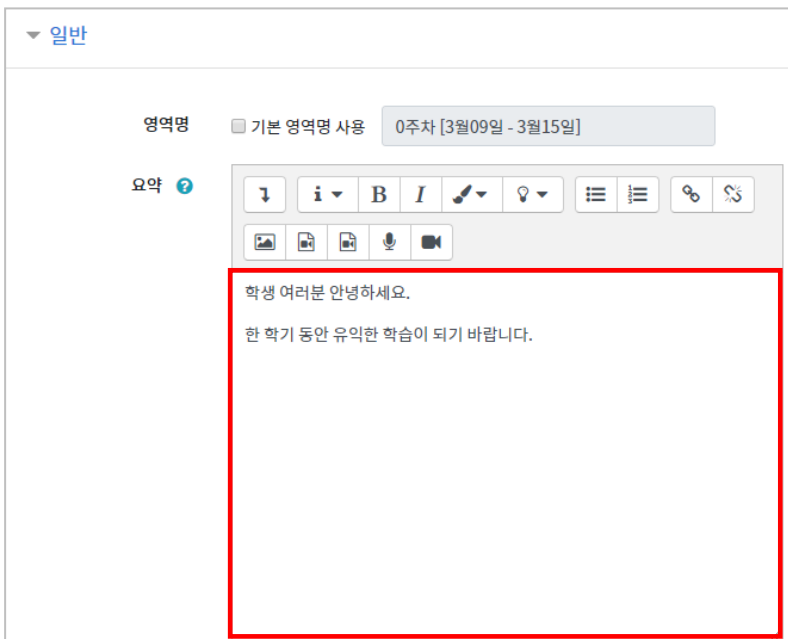 일반
영역명 기본 영역명 사용 0주차 [3월09일 - 3월15일]
요약
i B I
학생 여러분 안녕하세요.
한 학기 동안 유익한 학습이 되기 바랍니다.